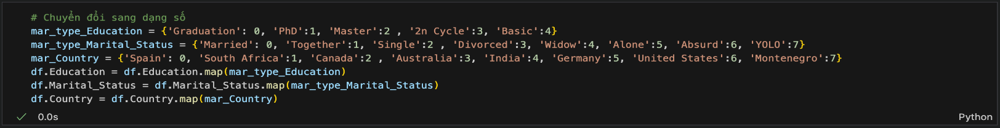 # Chuyển đổi sang dạng số
mar_type_Education = {'Graduation': 0, 'PhD':1, 'Master':2 , '2n Cycle':3, 'Basic':4}
mar_type_Marital_Status = {'Married': 0, 'Together':1, 'Single':2 , 'Divorced':3, 'Widow':4, 'Alone':5, 'Absurd':6, 'YOLO':7}
mar_Country = {'Spain': 0, 'South Africa':1, 'Canada':2 , 'Australia':3, 'India':4, 'Germany':5, 'United States':6, 'Montenegro':7}
df.Education = df.Education.map(mar_type_Education)
df.Marital_Status = df.Marital_Status.map(mar_type_Marital_Status)
df.Country = df.Country.map(mar_Country)
0.0s Python